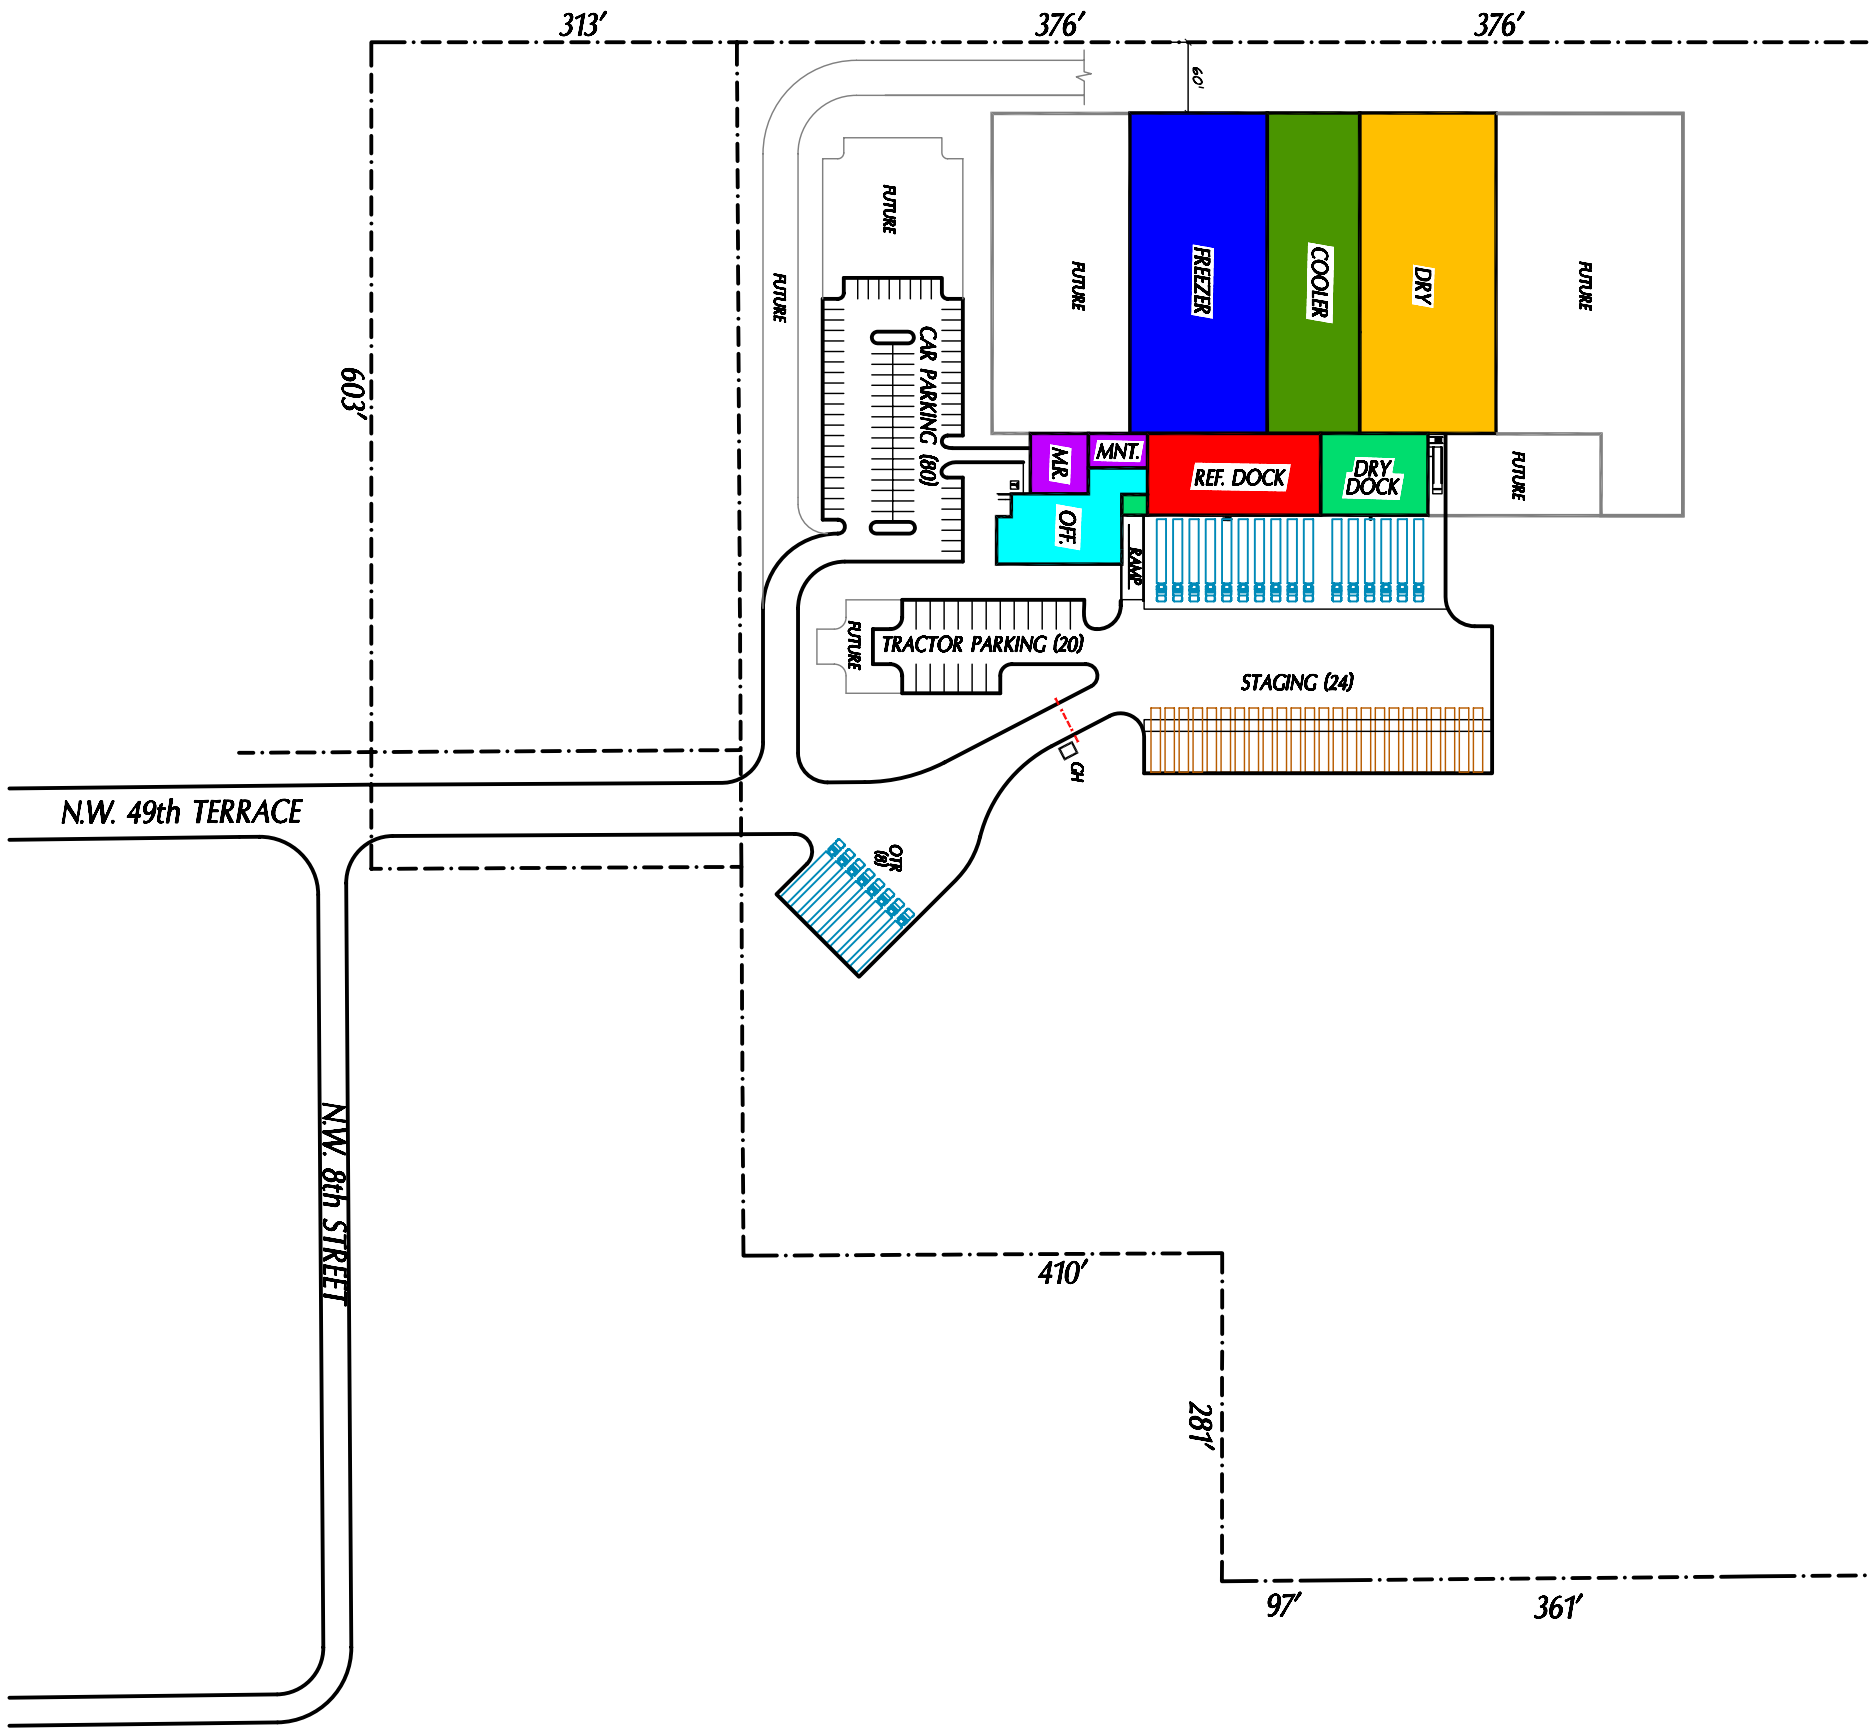 313'
376'
376'
60'
FUTURE
FUTURE
FUTURE
FREEZER
COOLER
DRY
FUTURE
CAR PARKING (80)
603'
M.R.
MNT.
REF. DOCK
DRY
DOCK
FUTURE
OFF.
RAMP
FUTURE
TRACTOR PARKING (20)
STAGING (24)
GH
N.W. 49th TERRACE
OTR
(8)
N.W. 8th STREET
410'
281'
97'
361'